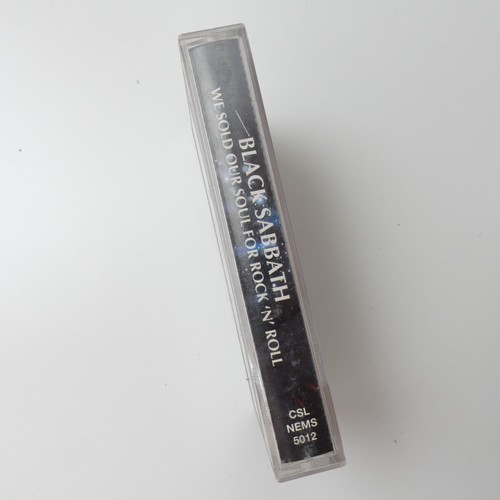 BLACK SABBATH
WE SOLD OUR SOUL FOR ROCK 'N' ROLL
CSL
NEMS
5012